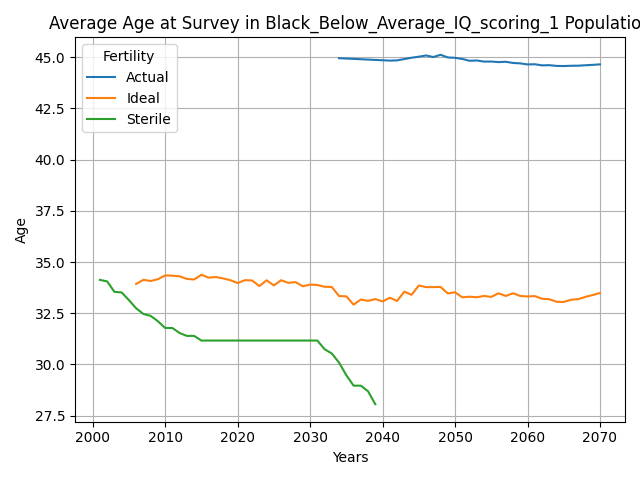 Average Age at Survey in Black_Below_Average_IQ_scoring_1 Populatio
Fertility
Actual
Ideal
Sterile
45.0
42.5
40.0
37.5
35.0
32.5
30.0
27.5
Age
2000 2010 2020 2030 2040 2050 2060 2070
Years